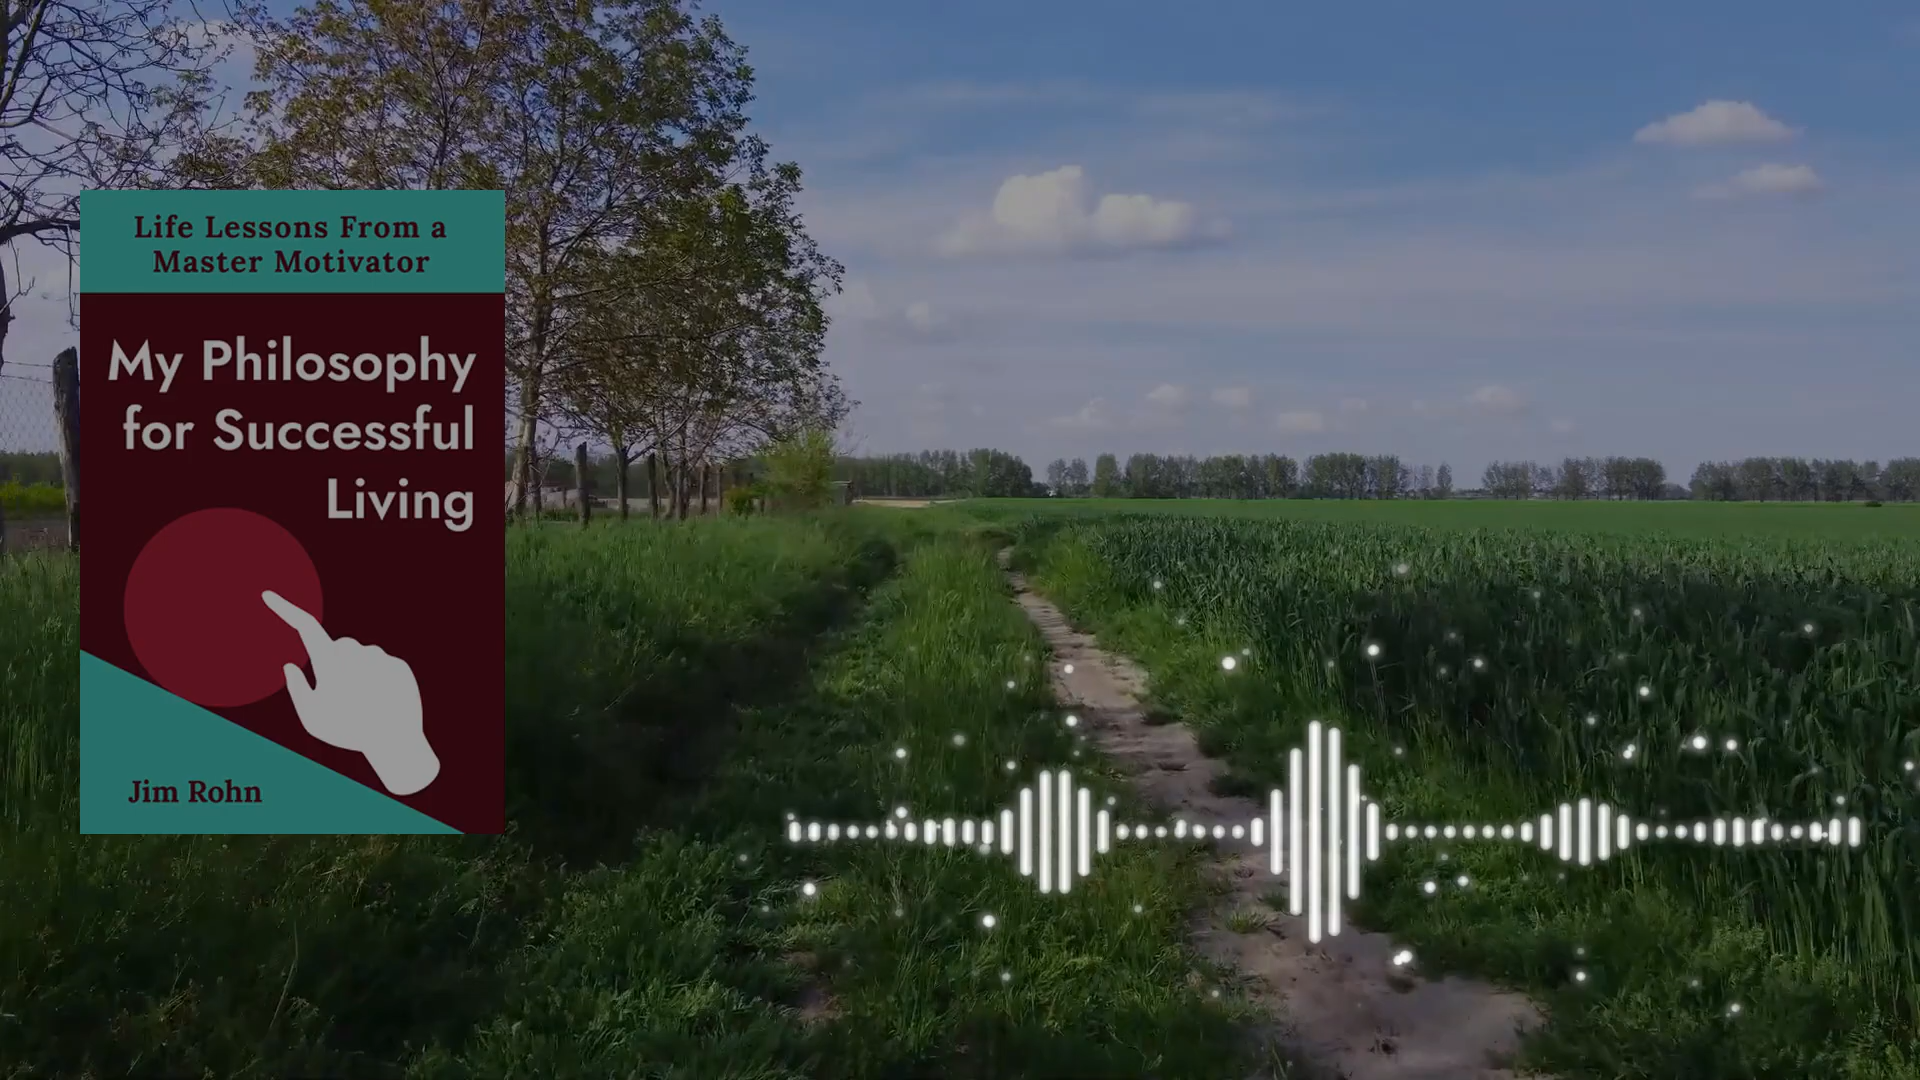 Life Lessons From a
Master Motivator
My Philosophy
for Successful
Living
Jim Rohn